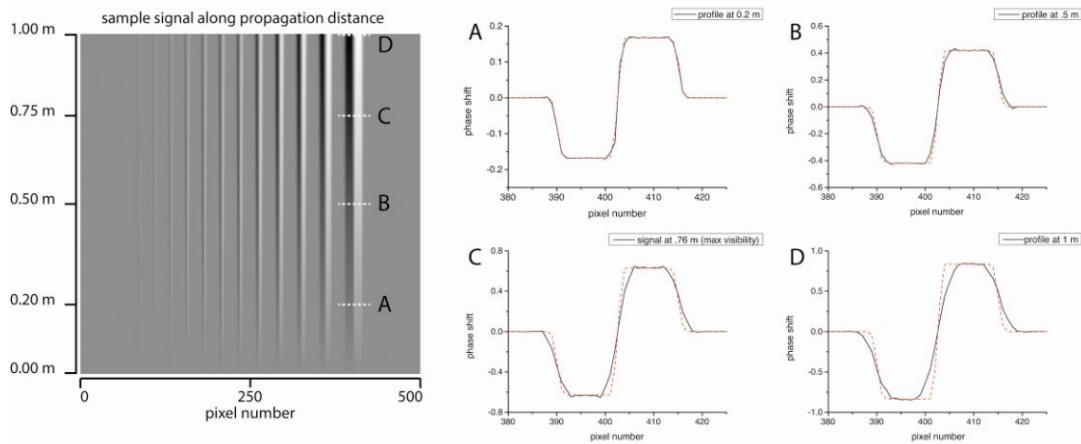 sample signal along propagation distance
1.00 m
0.75 m
0.50 m
0.20 m
0.00 m
D
C
B
A
0
250
500
pixel number
A
profile at 0.2 m
0.2
0.1
0.0
-0.1
-0.2
phase shift
380
390
400
410
420
pixel number
B
profile at .5 m
0.6
0.4
0.2
0.0
-0.2
-0.4
-0.6
phase shift
380
390
400
410
420
pixel number
C
signal at .76 m (max visibility)
0.8
0.4
0.0
-0.4
-0.8
phase shift
380
390
400
410
420
pixel number
D
profile at 1 m
1.0
0.5
0.0
-0.5
-1.0
phase shift
380
390
400
410
420
pixel number